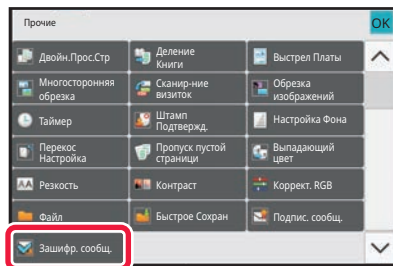 Прочие
OK
Двойн.Прос.Стр
Деление
Книги
Выстрел Платы
Многосторонняя
обрезка
Сканир-ние
визиток
Обрезка
изображений
Таймер
Штамп
Подтвержд.
Настройка Фона
Перекос
Настройка
Пропуск пустой
страници
Выпадающий
цвет
AA Резкость
Контраст
Коррект. RGB
Файл
Быстрое Сохран
Подпис. сообщ.
Зашифр. сообщ.